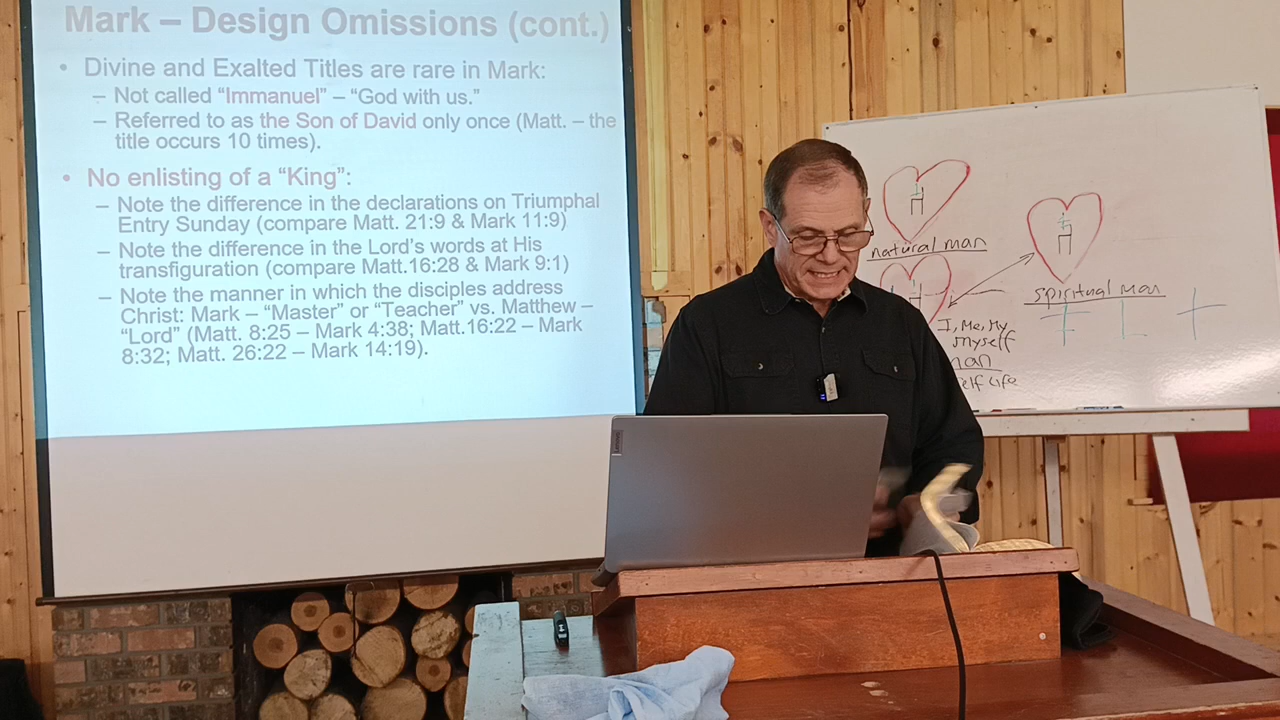 Mark – Design Omissions (cont.)
• Divine and Exalted Titles are rare in Mark:
– Not called “Immanuel” – “God with us.”
– Referred to as the Son of David only once (Matt. – the
title occurs 10 times).
• No enlisting of a “King”:
– Note the difference in the declarations on Triumphal
Entry Sunday (compare Matt. 21:9 & Mark 11:9)
– Note the difference in the Lord’s words at His
transfiguration (compare Matt.16:28 & Mark 9:1)
– Note the manner in which the disciples address
Christ: Mark – “Master” or “Teacher” vs. Matthew –
“Lord” (Matt. 8:25 – Mark 4:38; Matt.16:22 – Mark
8:32; Matt. 26:22 – Mark 14:19).
natural man
spiritual man
I, Me, My
myself
Life